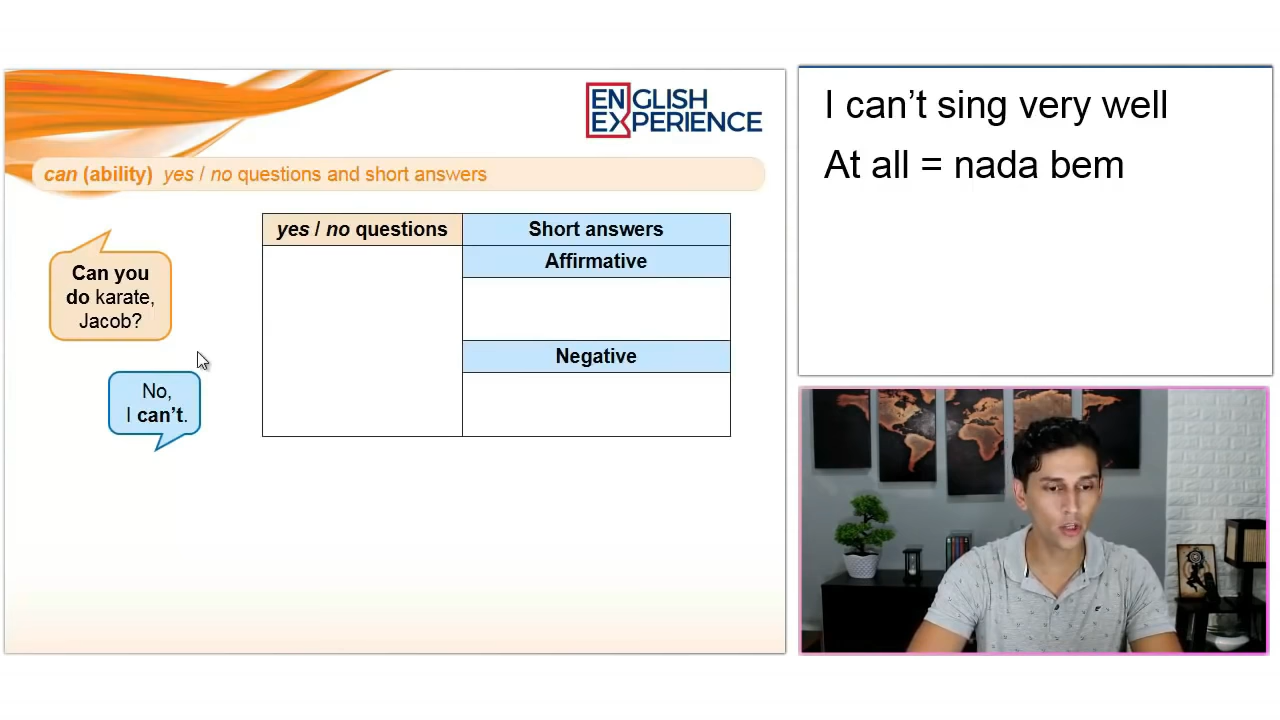 ENGLISH
EXPERIENCE
can (ability) yes / no questions and short answers
Can you
do karate,
Jacob?
No,
I can't.
yes / no questions
Short answers
Affirmative
Negative
I can't sing very well
At all = nada bem